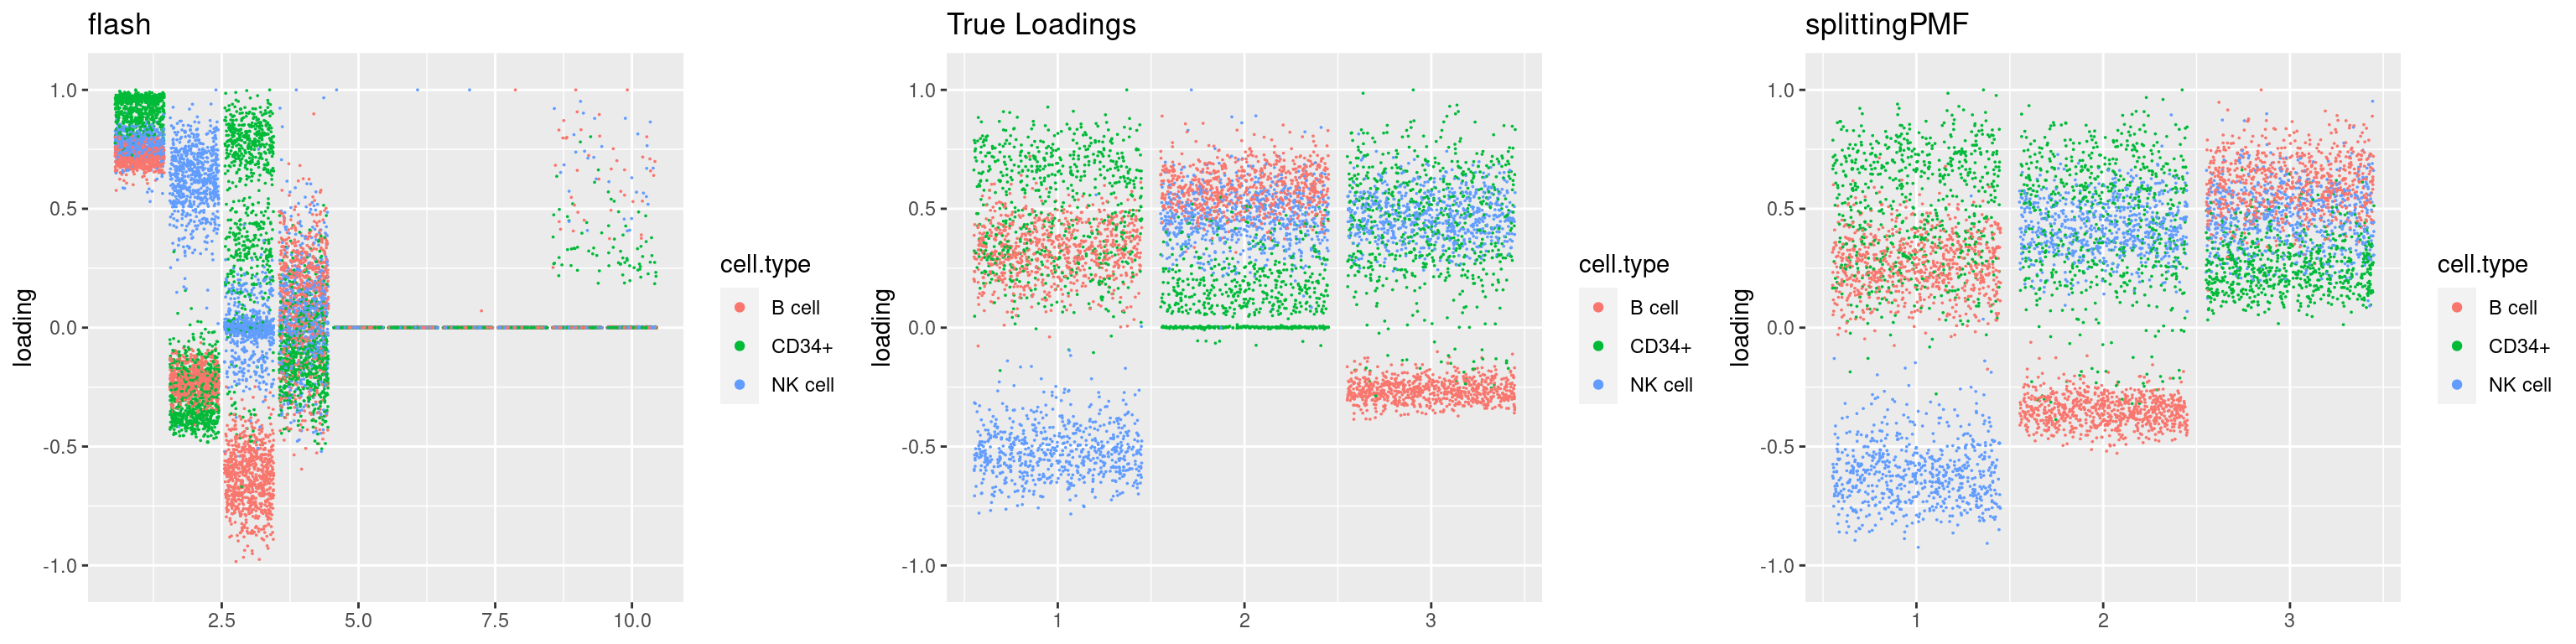 flash
loading
1.0
0.5
0.0
-0.5
-1.0
2.5 5.0 7.5 10.0
cell.type
B cell
CD34+
NK cell
True Loadings
loading
1.0
0.5
0.0
-0.5
-1.0
1 2 3
cell.type
B cell
CD34+
NK cell
splittingPMF
loading
1.0
0.5
0.0
-0.5
-1.0
1 2 3
cell.type
B cell
CD34+
NK cell